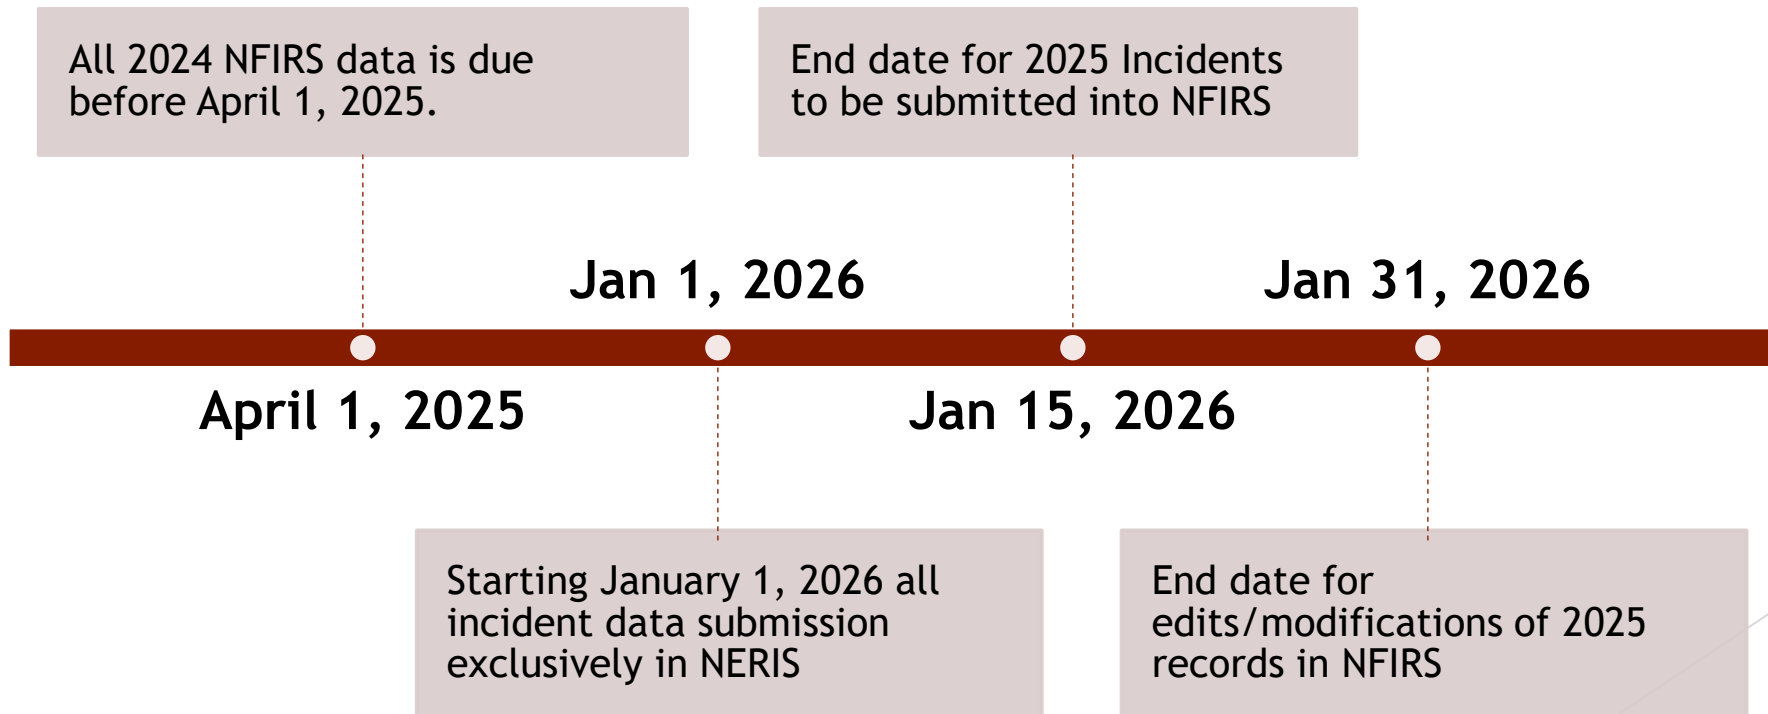 All 2024 NFIRS data is due
before April 1, 2025.
End date for 2025 Incidents
to be submitted into NFIRS
Jan 1, 2026
Jan 31, 2026
April 1, 2025
Jan 15, 2026
Starting January 1, 2026 all
incident data submission
exclusively in NERIS
End date for
edits/modifications of 2025
records in NFIRS